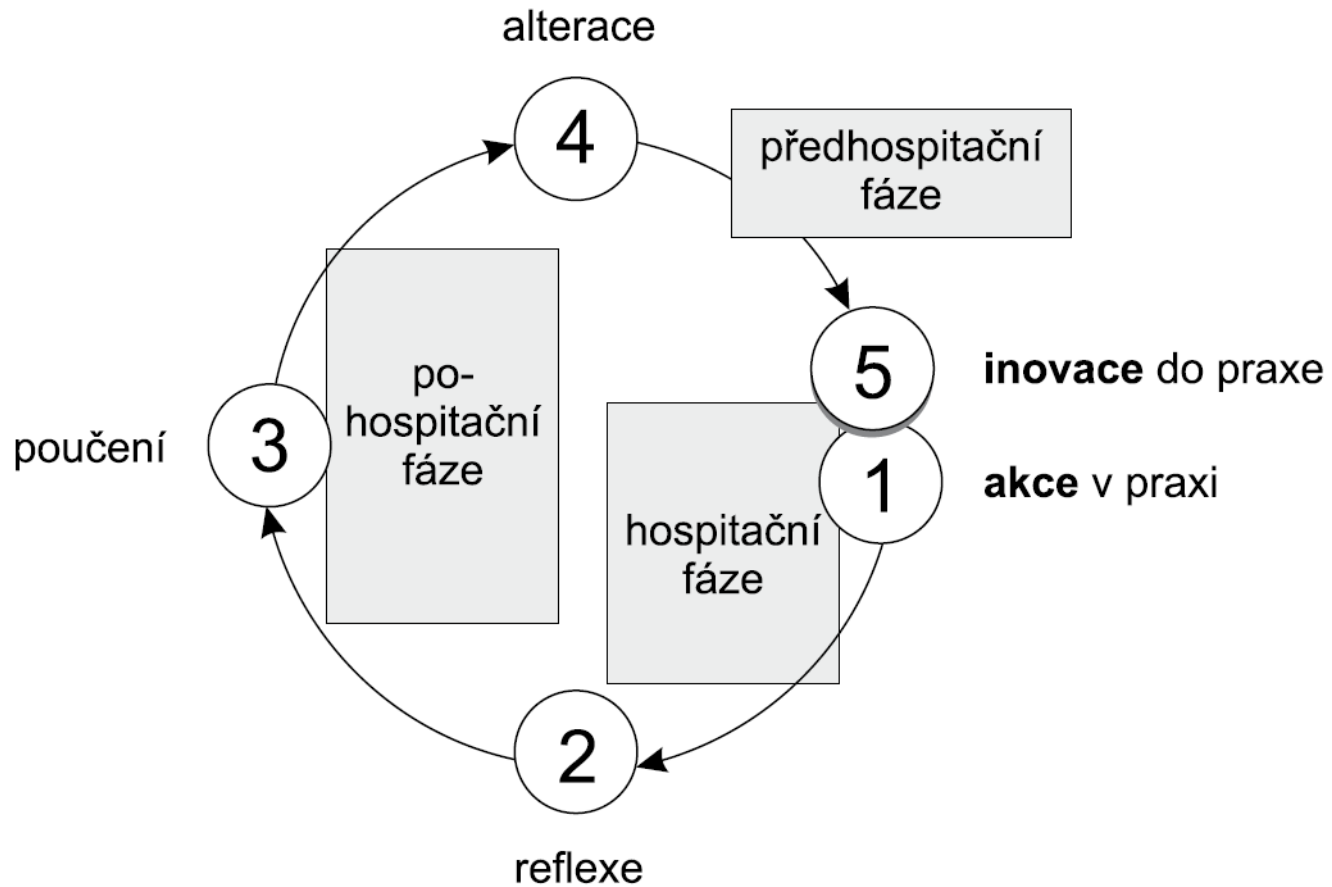 alterace
4
předhospitační
fáze
5
inovace do praxe
po-
hospitační
fáze
3
poučení
1
akce v praxi
hospitační
fáze
2
reflexe